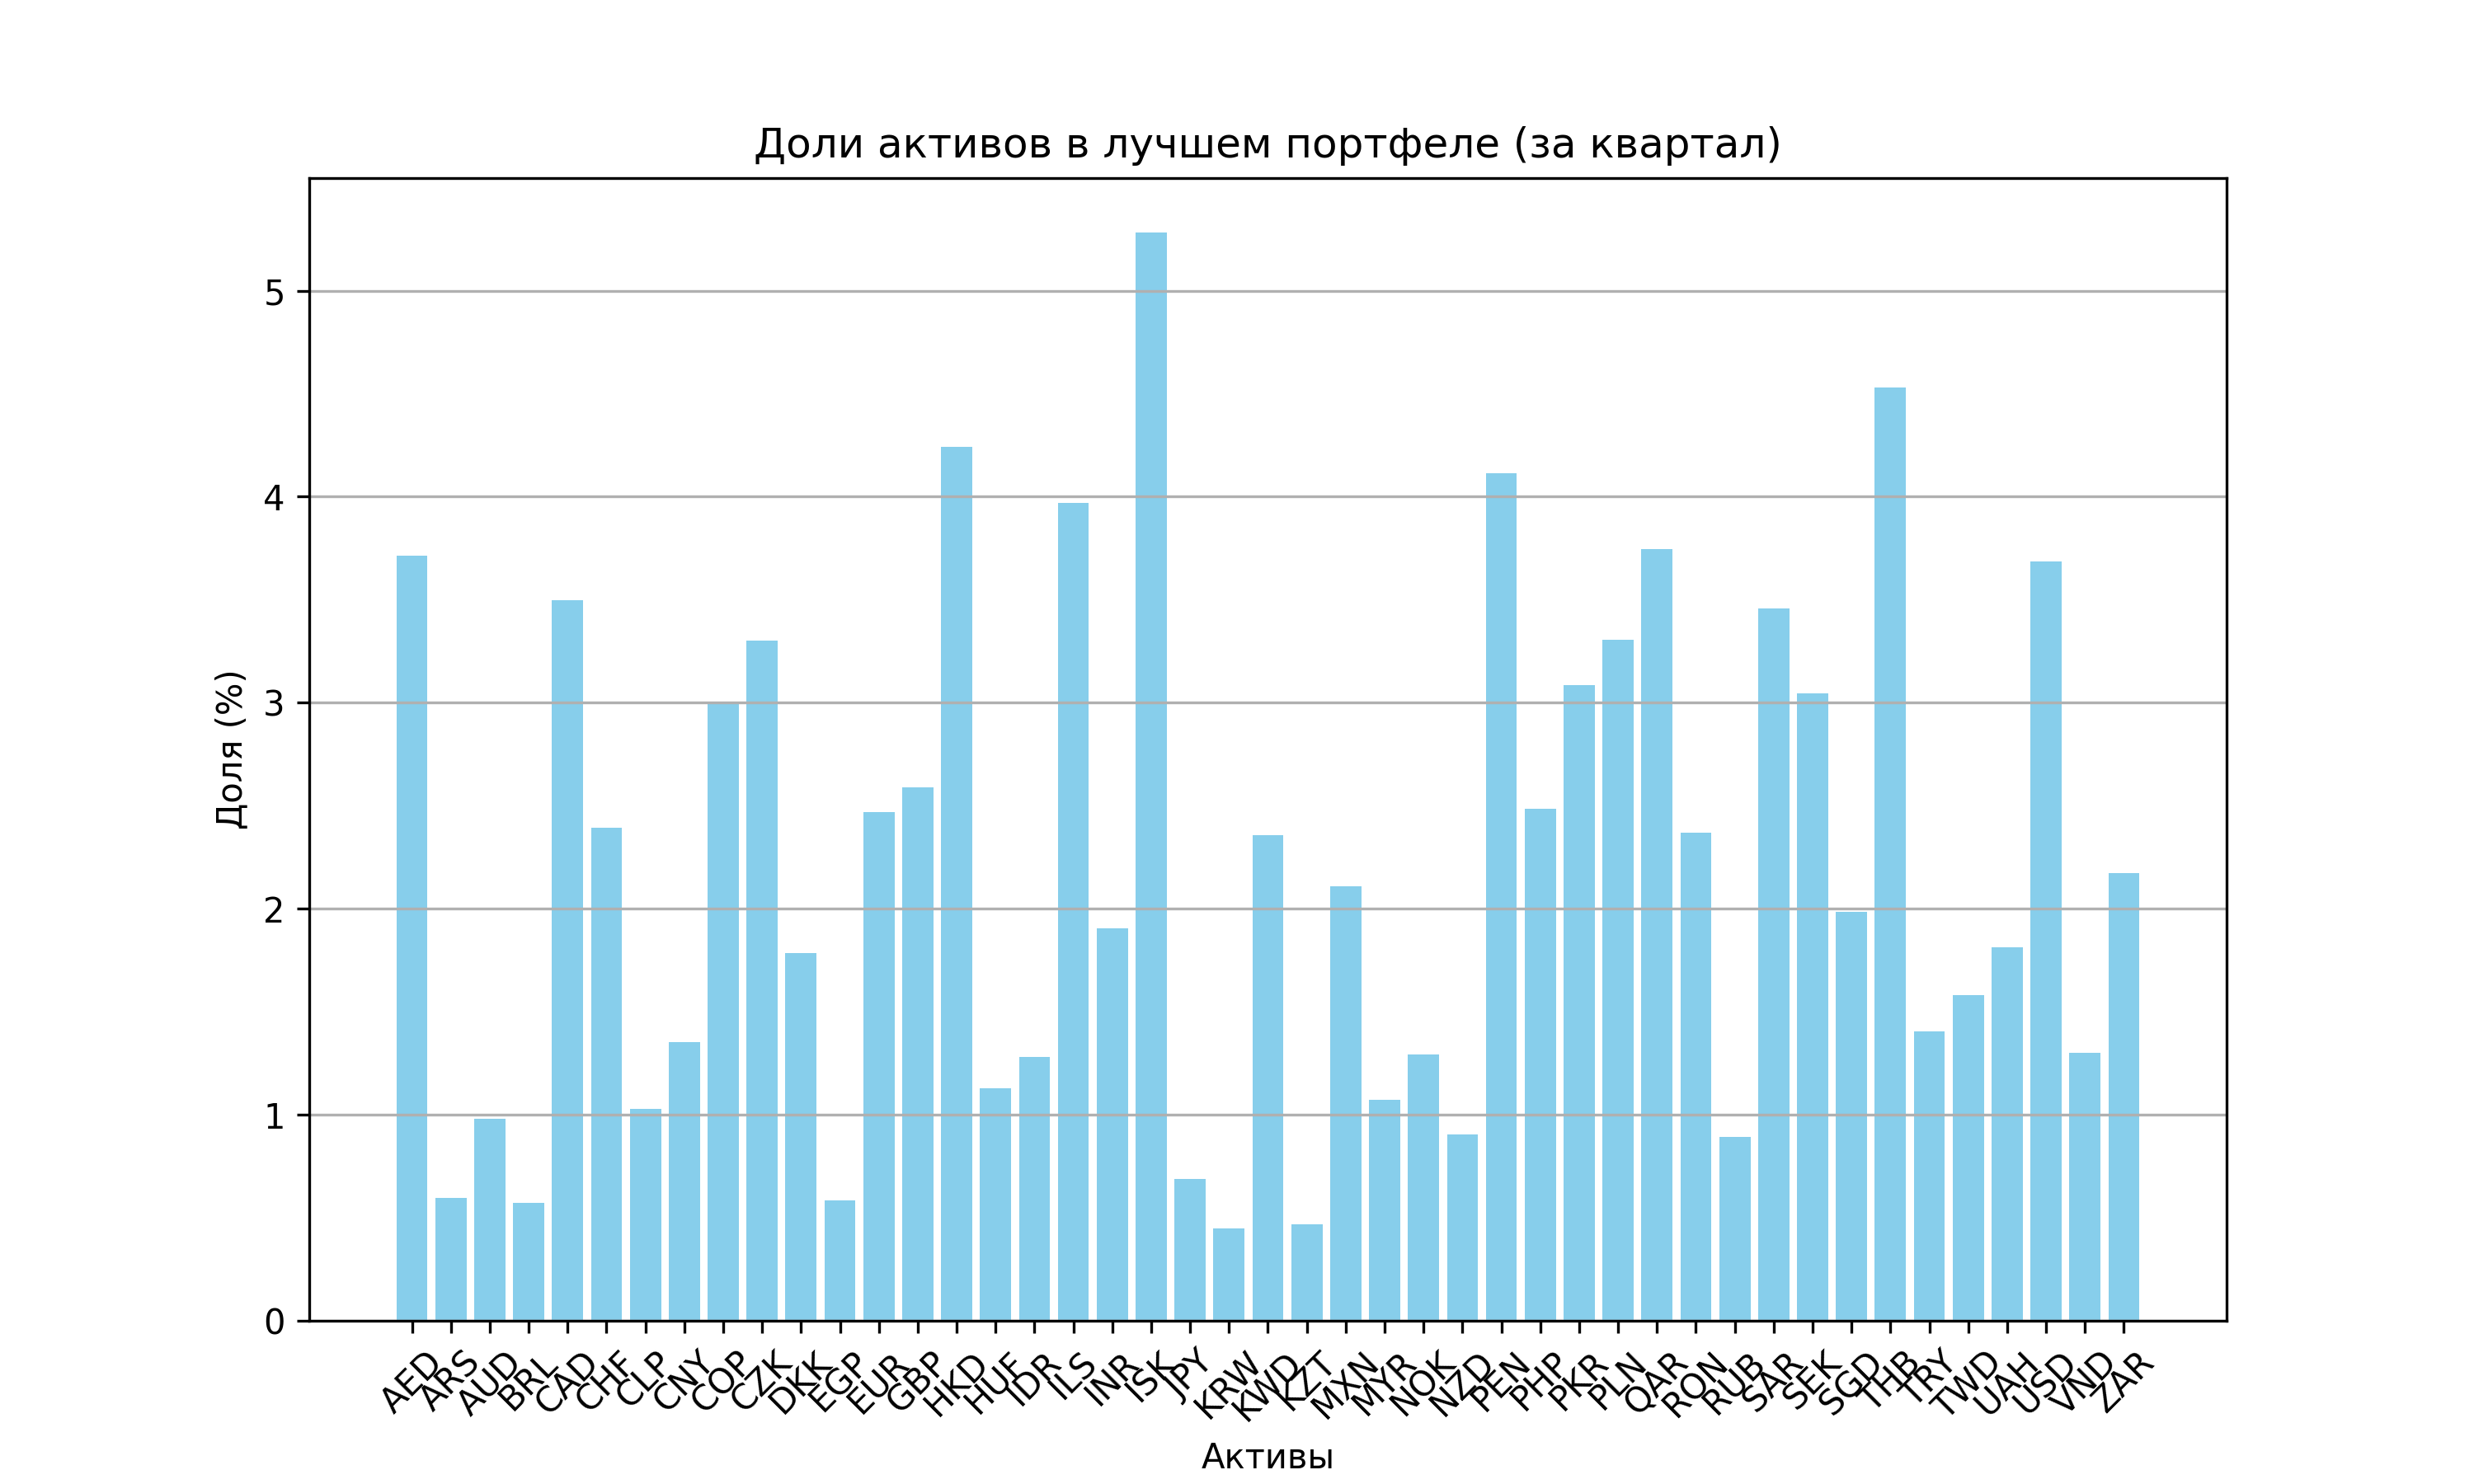 Доли активов в лучшем портфеле (за квартал)
Доля (%)
5
4
3
2
1
0
AED ARS AUD BRL CAD CHF CLP CNY COP CZK DKK EGP EUR GBP HKD HUF IDR ILS INR ISK JPY KRW KWD KZT MXN MYR NOK NZD PEN PHP PKR PLN QAR RON RUB SAR SEK SGD THB TRY TWD UAH USD VND ZAR
Активы